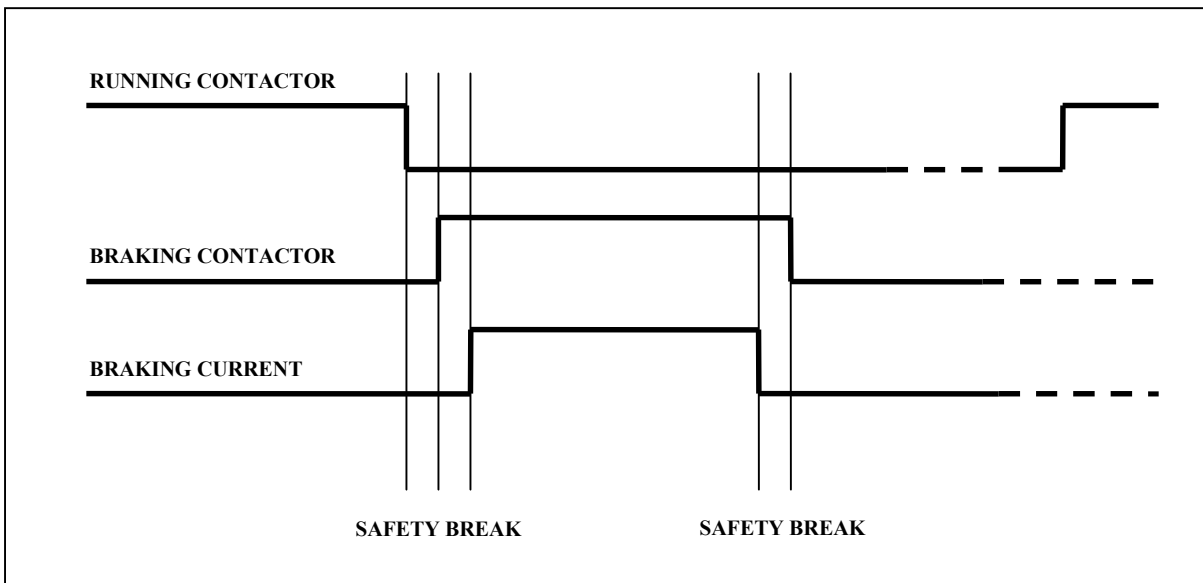 RUNNING CONTACTOR
BRAKING CONTACTOR
BRAKING CURRENT
SAFETY BREAK
SAFETY BREAK